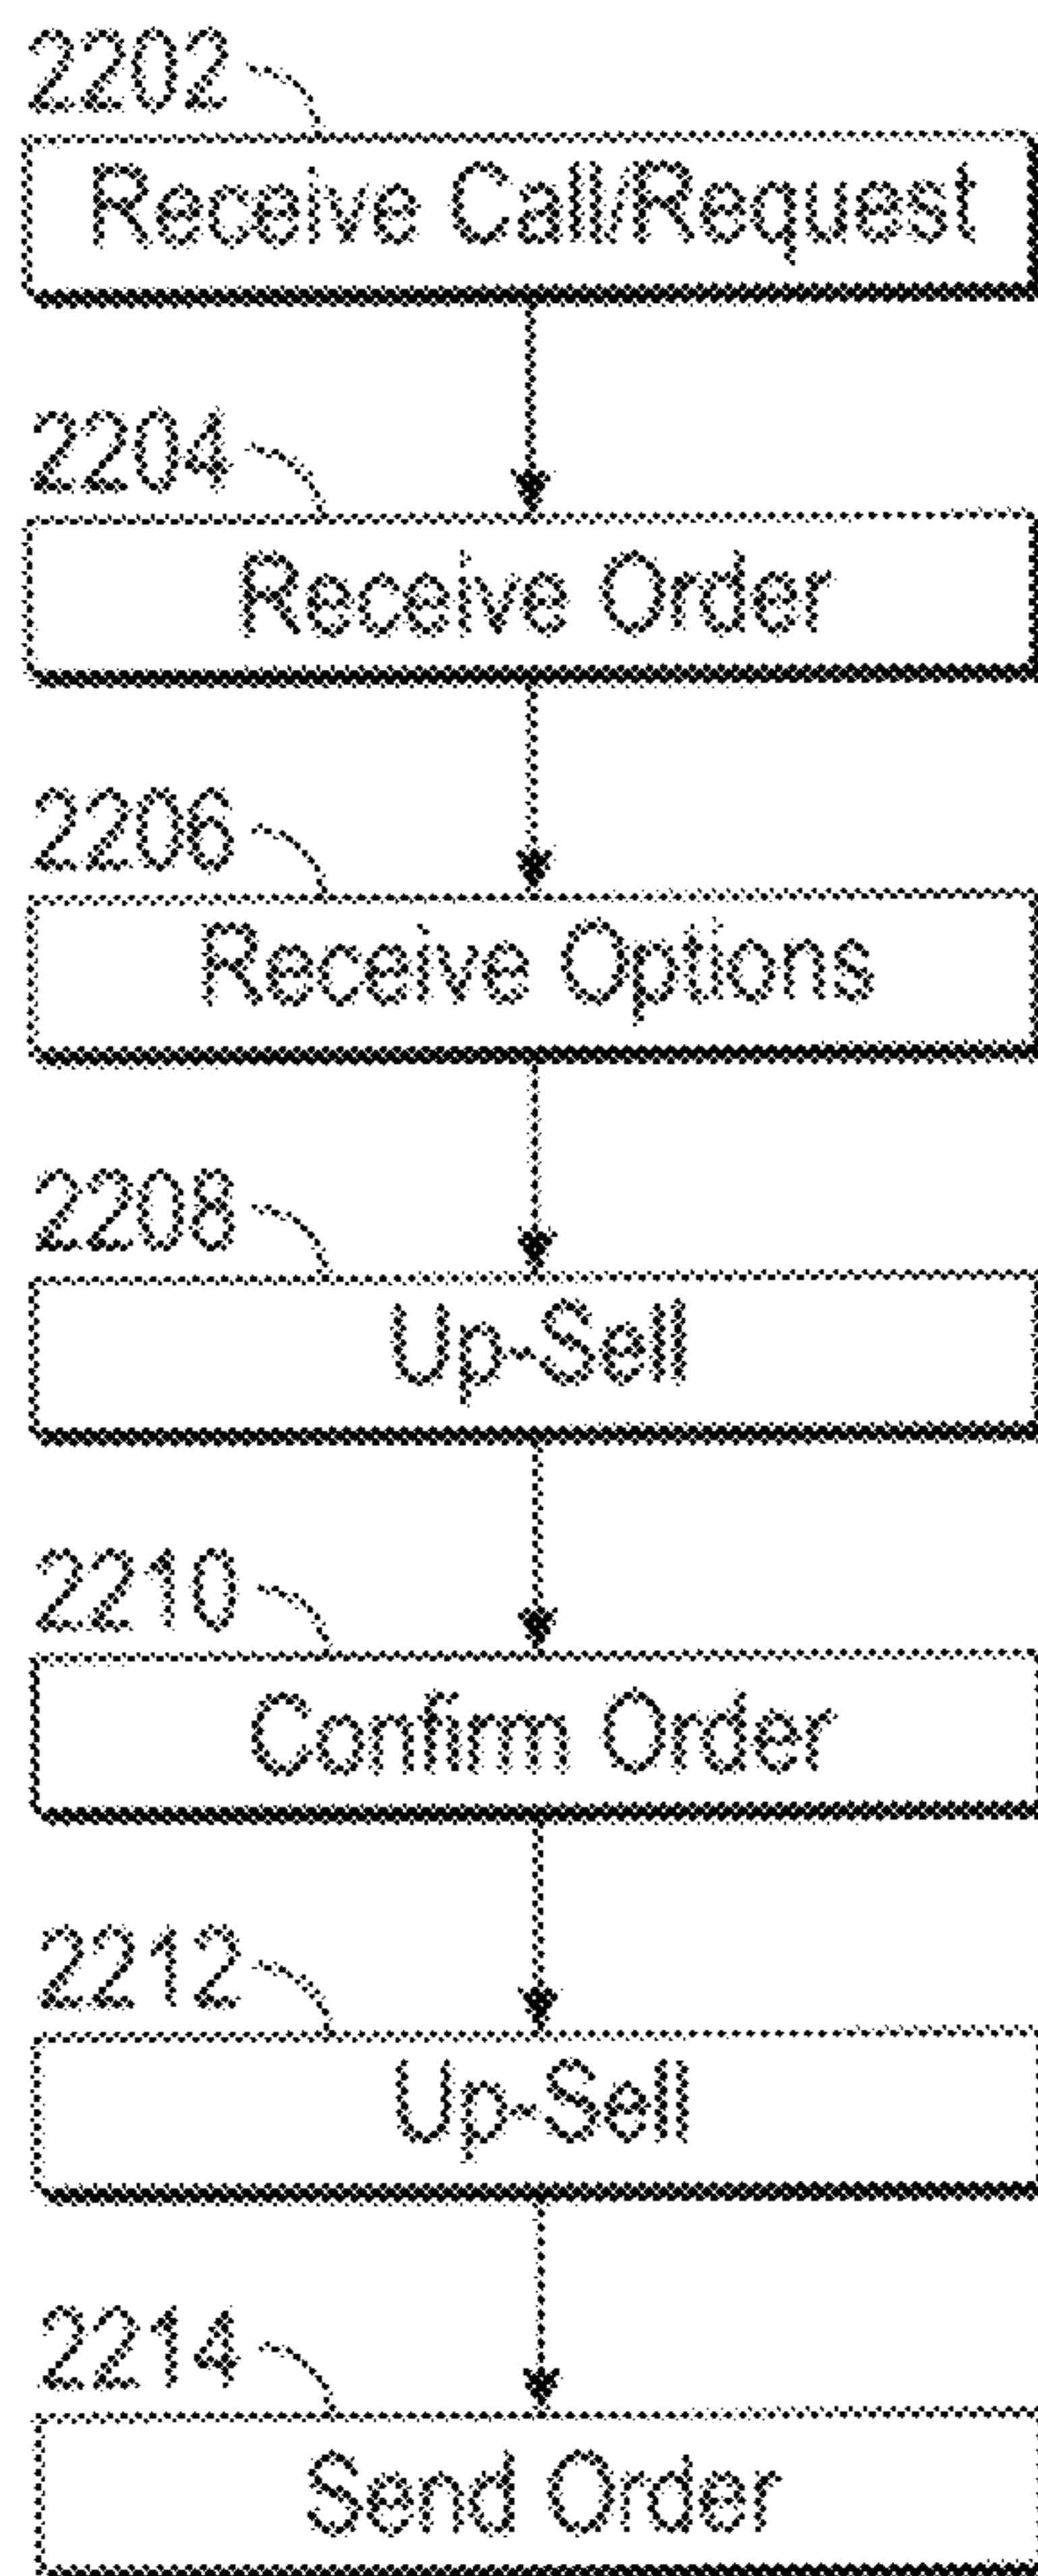 2202
Receive Call/Request
2204
Receive Order
2206
Receive Options
2208
Up-Sell
2210
Confirm Order
2212
Up-Sell
2214
Send Order